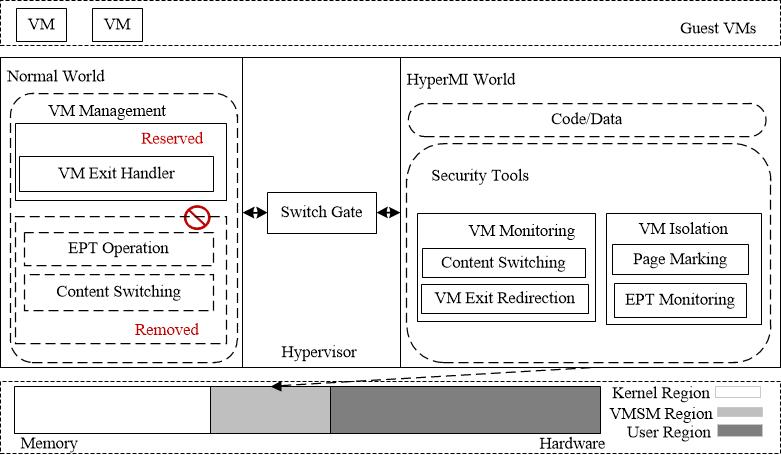 VM
VM
Guest VMs
Normal World
VM Management
Reserved
VM Exit Handler
EPT Operation
Content Switching
Removed
Switch Gate
Hypervisor
HyperMI World
Code/Data
Security Tools
VM Monitoring
Content Switching
VM Exit Redirection
VM Isolation
Page Marking
EPT Monitoring
Kernel Region
VMSM Region
User Region
Memory
Hardware